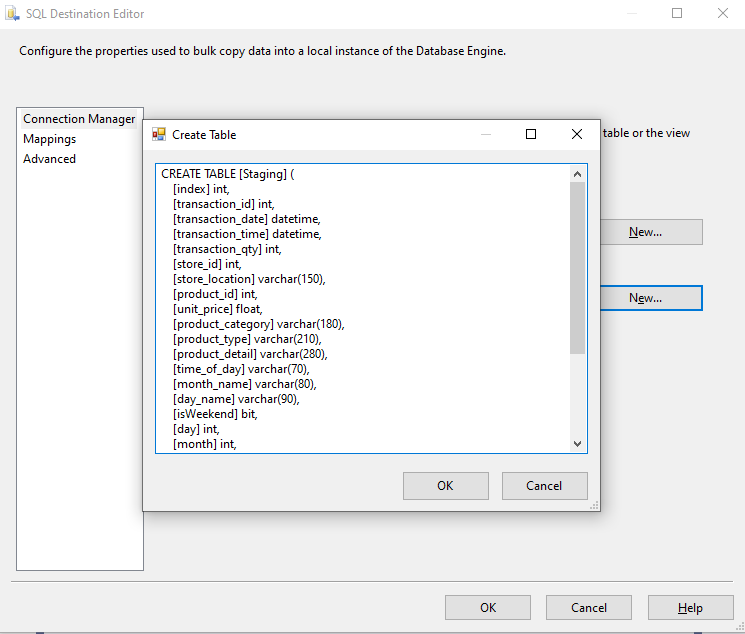 SQL Destination Editor
Configure the properties used to bulk copy data into a local instance of the Database Engine.
Connection Manager
Mappings
Advanced
table or the view
New...
New...
Create Table
CREATE TABLE [Staging] (
[index] int,
[transaction_id] int,
[transaction_date] datetime,
[transaction_time] datetime,
[transaction_qty] int,
[store_id] int,
[store_location] varchar(150),
[product_id] int,
[unit_price] float,
[product_category] varchar(180),
[product_type] varchar(210),
[product_detail] varchar(280),
[time_of_day] varchar(70),
[month_name] varchar(80),
[day_name] varchar(90),
[isWeekend] bit,
[day] int,
[month] int,
OK Cancel
OK Cancel Help